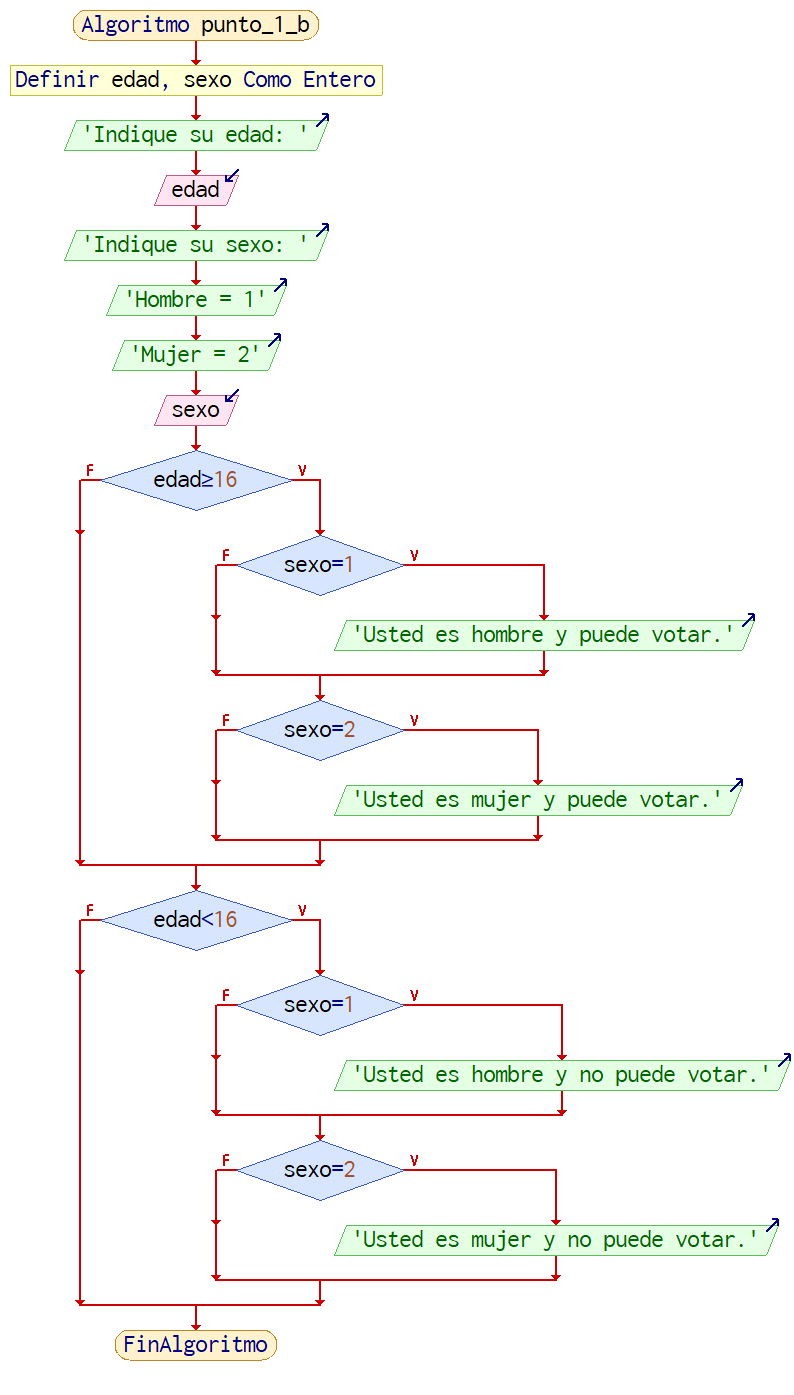 Algoritmo punto_1_b
Definir edad, sexo Como Entero
'Indique su edad: '
edad
'Indique su sexo: '
'Hombre = 1'
'Mujer = 2'
sexo
F edad≥16 V
F sexo=1 V
'Usted es hombre y puede votar.'
F sexo=2 V
'Usted es mujer y puede votar.'
F edad<16 V
F sexo=1 V
'Usted es hombre y no puede votar.'
F sexo=2 V
'Usted es mujer y no puede votar.'
FinAlgoritmo